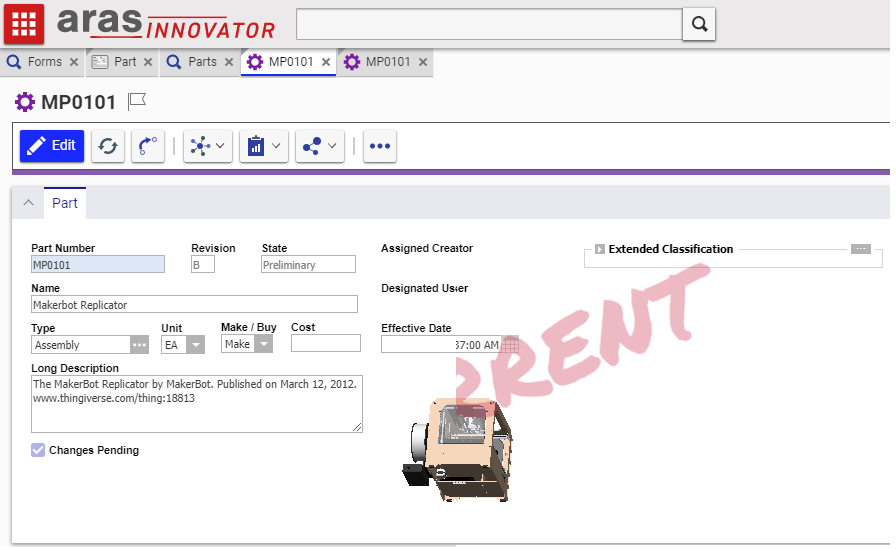 aras INNOVATOR
Forms Part Parts MP0101 MP0101
MP0101
Edit
Part
Part Number Revision State Assigned Creator Extended Classification
MP0101 B Preliminary
Name Designated User
Makerbot Replicator
Type Unit Make / Buy Cost Effective Date
Assembly EA Make 37:00 AM
Long Description
The MakerBot Replicator by MakerBot. Published on March 12, 2012.
www.thingiverse.com/thing:18813
Changes Pending
RRENT